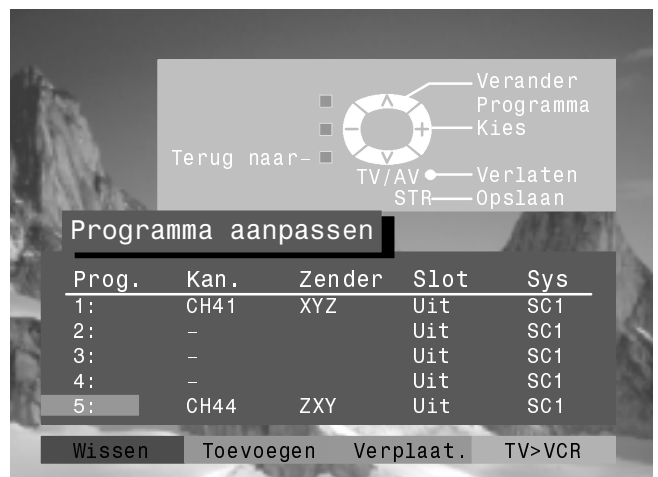 Verander
Programma
Kies
Terug naar
TV/AV Verlaten
STR Opslaan
Programma aanpassen
Prog. Kan. Zender Slot Sys
1: CH41 XYZ Uit SC1
2: – Uit SC1
3: – Uit SC1
4: – Uit SC1
5: CH44 ZXY Uit SC1
Wissen Toevoegen Verplaat. TV>VCR